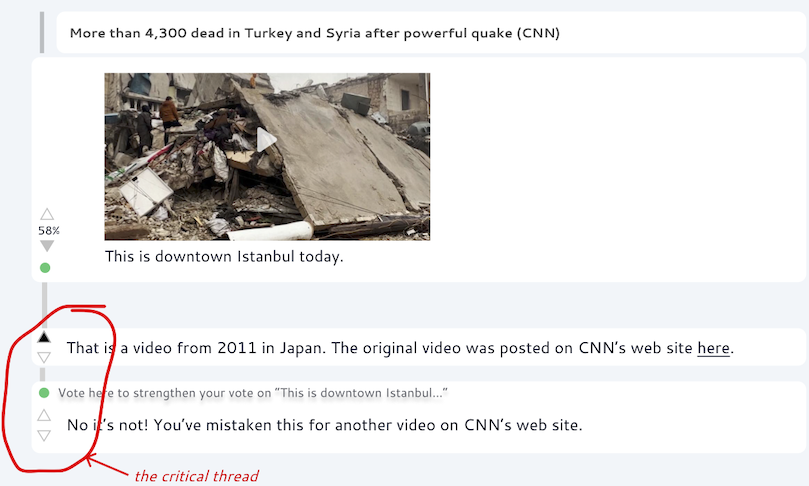 More than 4,300 dead in Turkey and Syria after powerful quake (CNN)
58%
This is downtown Istanbul today.
That is a video from 2011 in Japan. The original video was posted on CNN’s web site here.
Vote here to strengthen your vote on “This is downtown Istanbul...”
No it’s not! You’ve mistaken this for another video on CNN’s web site.
the critical thread